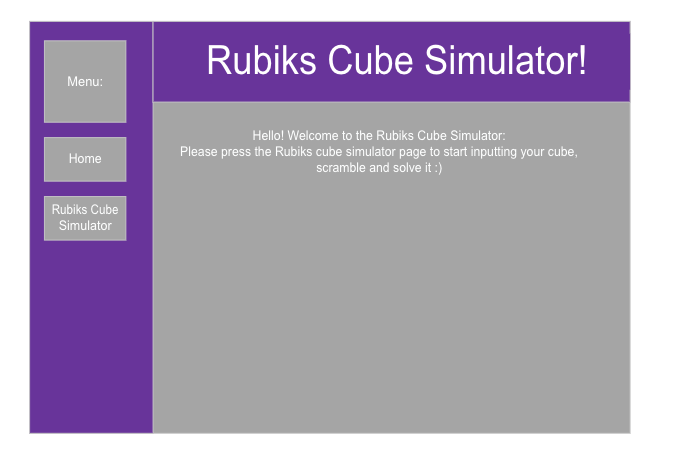 Rubiks Cube Simulator!
Menu:
Home
Rubiks Cube
Simulator
Hello! Welcome to the Rubiks Cube Simulator:
Please press the Rubiks cube simulator page to start inputting your cube,
scramble and solve it :)